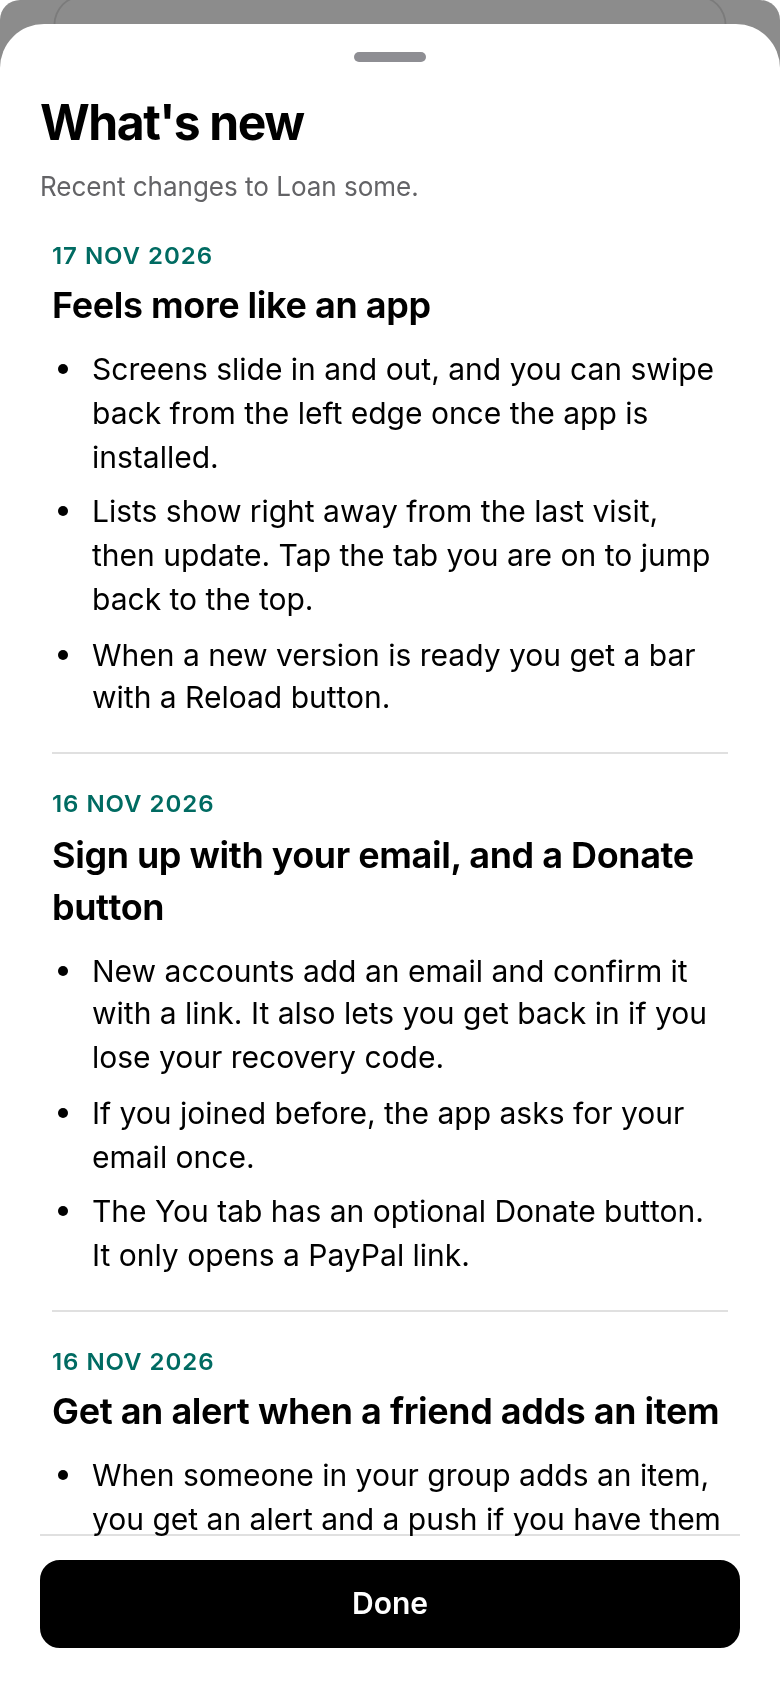 What's new
Recent changes to Loan some.
17 NOV 2026
Feels more like an app
• Screens slide in and out, and you can swipe
back from the left edge once the app is
installed.
• Lists show right away from the last visit,
then update. Tap the tab you are on to jump
back to the top.
• When a new version is ready you get a bar
with a Reload button.
16 NOV 2026
Sign up with your email, and a Donate
button
• New accounts add an email and confirm it
with a link. It also lets you get back in if you
lose your recovery code.
• If you joined before, the app asks for your
email once.
• The You tab has an optional Donate button.
It only opens a PayPal link.
16 NOV 2026
Get an alert when a friend adds an item
• When someone in your group adds an item,
you get an alert and a push if you have them
Done